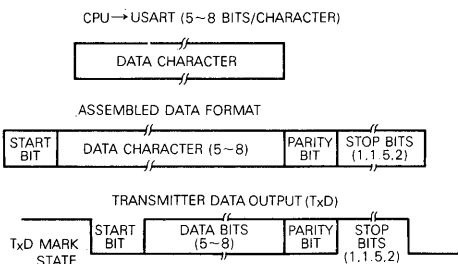 CPU→USART (5~8 BITS/CHARACTER)
DATA CHARACTER
ASSEMBLED DATA FORMAT
START BIT DATA CHARACTER (5~8) PARITY BIT STOP BITS (1.1.5.2)
TRANSMITTER DATA OUTPUT (TxD)
TxD MARK STATE START BIT DATA BITS (5~8) PARITY BIT STOP BITS (1.1.5.2)